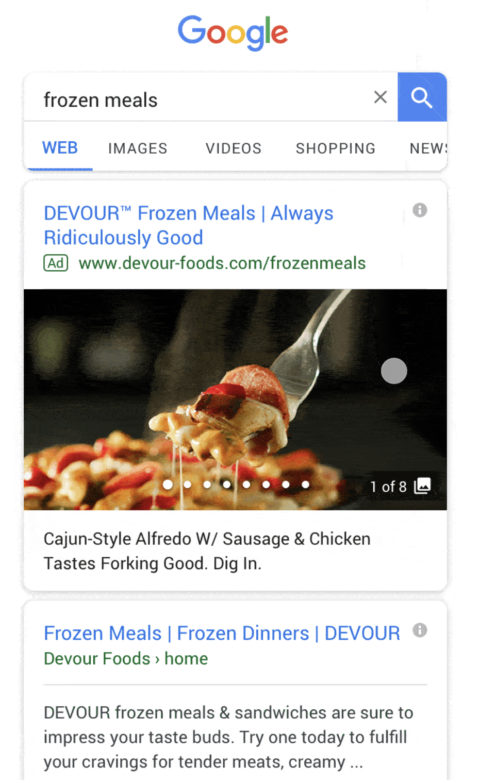 Google
frozen meals
WEB IMAGES VIDEOS SHOPPING
DEVOUR™ Frozen Meals | Always
Ridiculously Good
Ad www.devour-foods.com/frozenmeals
1 of 8
Cajun-Style Alfredo W/ Sausage & Chicken
Tastes Forking Good. Dig In.
Frozen Meals | Frozen Dinners | DEVOUR
Devour Foods › home
DEVOUR frozen meals & sandwiches are sure to
impress your taste buds. Try one today to fulfill
your cravings for tender meats, creamy ...